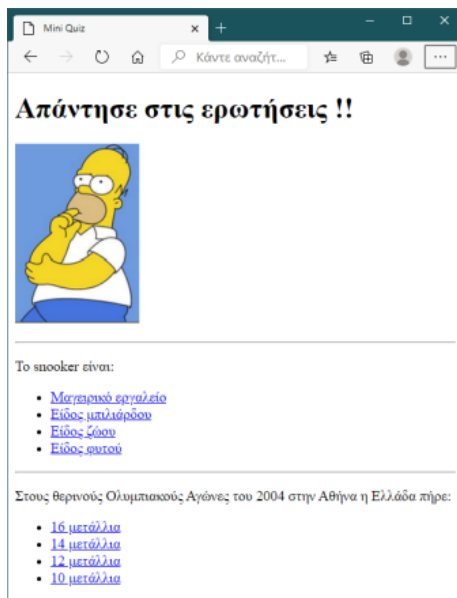 Mini Quiz
Κάντε αναζήτ...
Απάντησε στις ερωτήσεις !!
Το snooker είναι:
Μαγειρικό εργαλείο
Είδος μπιλιάρδου
Είδος ζώου
Είδος φυτού
Στους θερινούς Ολυμπιακούς Αγώνες του 2004 στην Αθήνα η Ελλάδα πήρε:
16 μετάλλια
14 μετάλλια
12 μετάλλια
10 μετάλλια